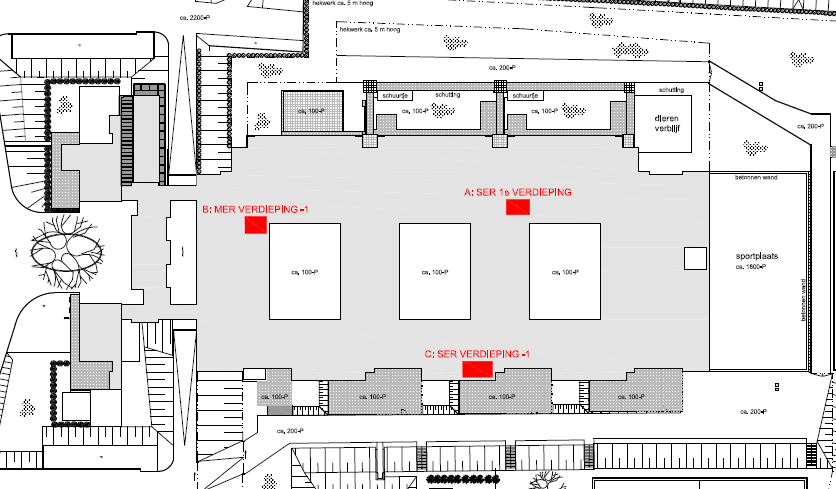 hekwerk ca. 5 m hoog
ca. 2200-P
hekwerk ca. 5 m hoog
ca. 200-P
schuurtje
schutting
schuurtje
schutting
ca. 100-P
ca. 100-P
ca. 100-P
dieren
verblijf
ca. 200-P
betonnen wand
A: SER 1e VERDIEPING
B: MER VERDIEPING -1
sportplaats
ca. 1500-P
ca. 100-P
ca. 100-P
ca. 100-P
betonnen wand
C: SER VERDIEPING -1
ca. 100-P
ca. 100-P
ca. 100-P
ca. 100-P
ca. 200-P
ca. 200-P